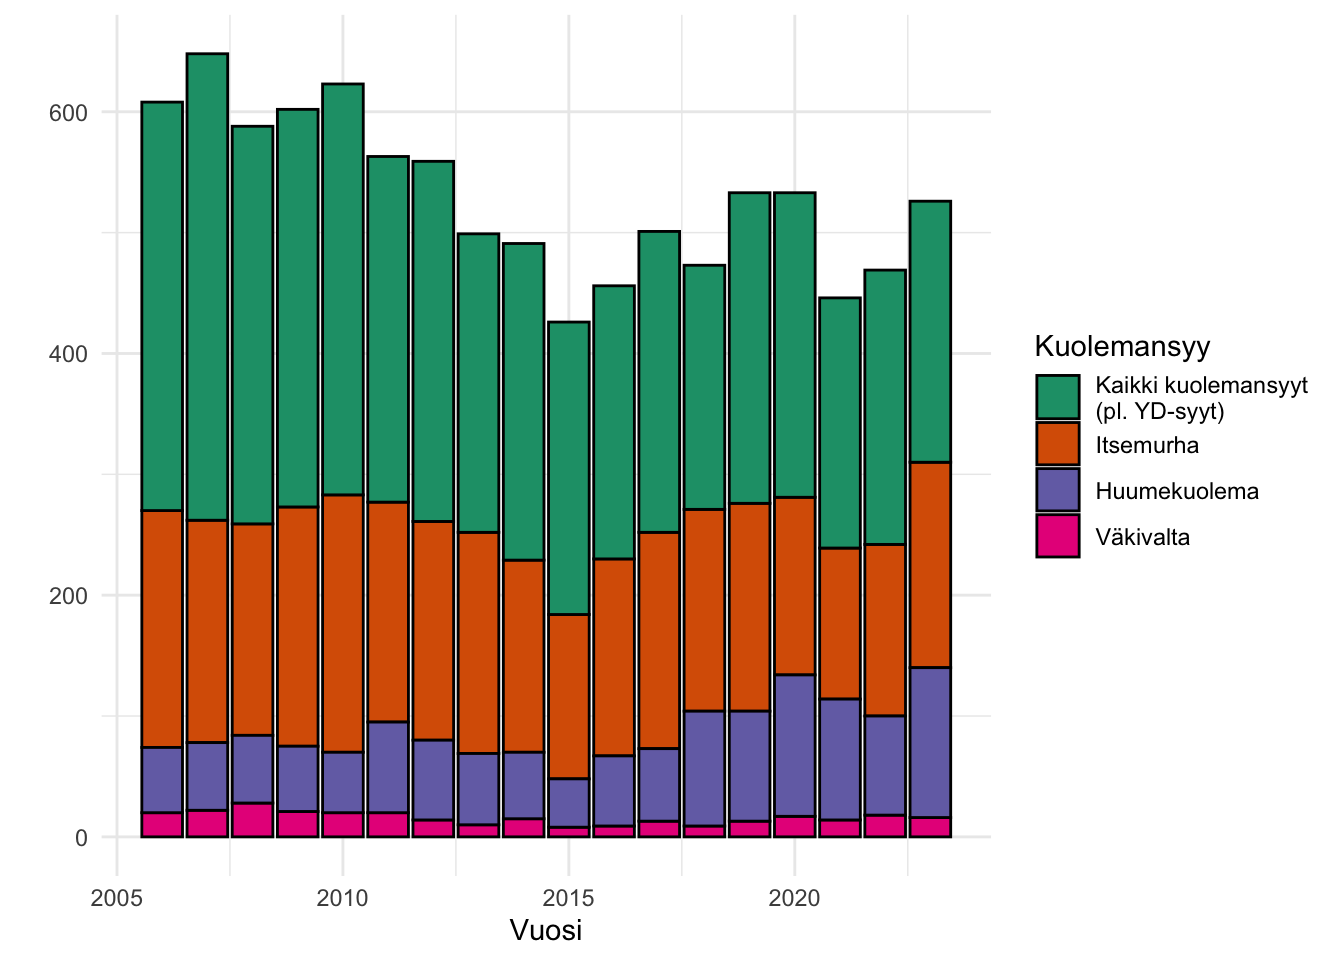 600
400
200
0
2005
2010
2015
2020
Vuosi
Kuolemansyy
Kaikki kuolemansyyt
(pl. YD-syyt)
Itsemurha
Huumekuolema
Väkivalta